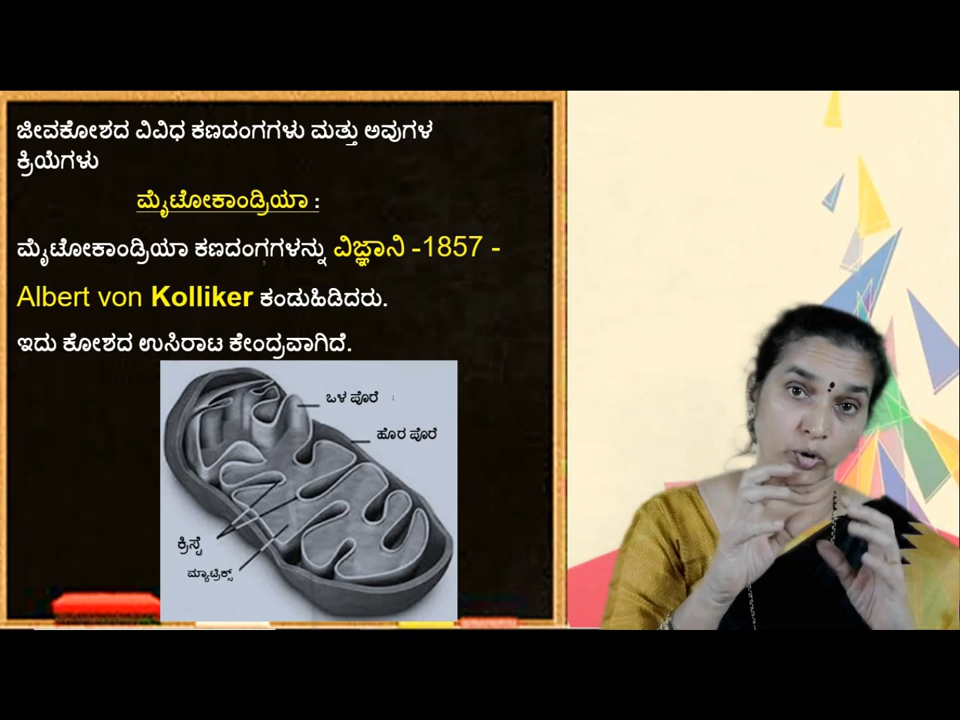 ಜೀವಕೋಶದ ವಿವಿಧ ಕಣದಂಗಗಳು ಮತ್ತು ಅವುಗಳ
ಕ್ರಿಯೆಗಳು
ಮೈಟೋಕಾಂಡ್ರಿಯಾ :
ಮೈಟೋಕಾಂಡ್ರಿಯಾ ಕಣದಂಗಗಳನ್ನು ವಿಜ್ಞಾನಿ -1857 -
Albert von Kolliker ಕಂಡುಹಿಡಿದರು.
ಇದು ಕೋಶದ ಉಸಿರಾಟ ಕೇಂದ್ರವಾಗಿದೆ.
ಒಳ ಪೊರೆ
ಹೊರ ಪೊರೆ
ಕ್ರಿಸ್ಟೆ
ಮ್ಯಾಟ್ರಿಕ್ಸ್